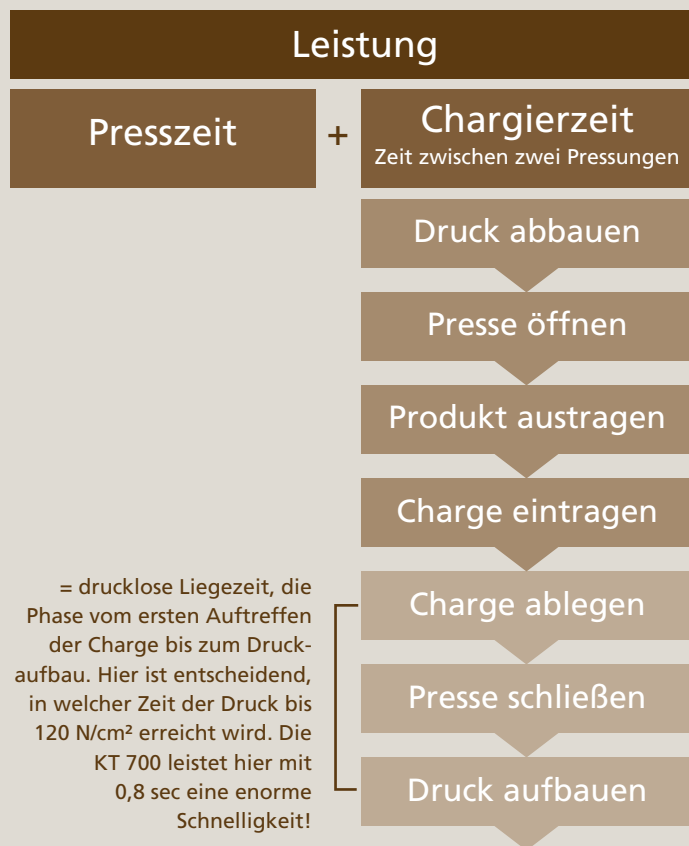 Leistung
Presszeit
+
Chargierzeit
Zeit zwischen zwei Pressungen
Druck abbauen
Presse öffnen
Produkt austragen
Charge eintragen
Charge ablegen
Presse schließen
Druck aufbauen
= drucklose Liegezeit, die
Phase vom ersten Auftreffen
der Charge bis zum Druck-
aufbau. Hier ist entscheidend,
in welcher Zeit der Druck bis
120 N/cm² erreicht wird. Die
KT 700 leistet hier mit
0,8 sec eine enorme
Schnelligkeit!